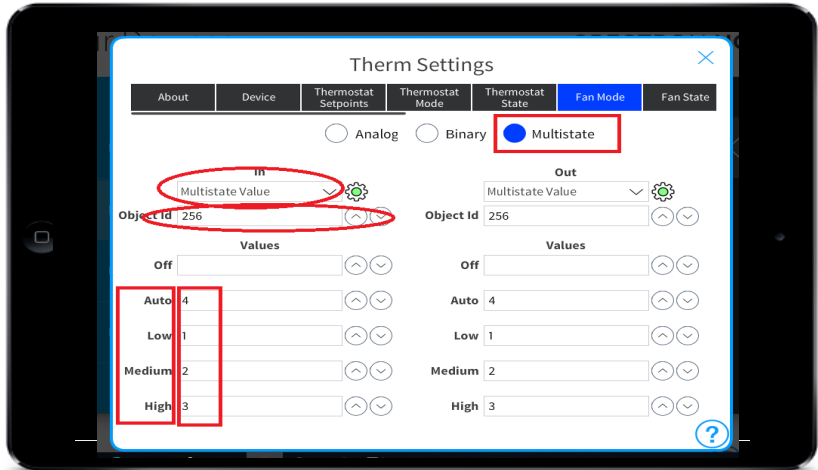 Therm Settings
About Device Thermostat Setpoints Thermostat Mode Thermostat State Fan Mode Fan State
Analog Binary Multistate
In Out
Multistate Value Multistate Value
Object Id 256 Object Id 256
Values Values
Off Off
Auto 4 Auto 4
Low 1 Low 1
Medium 2 Medium 2
High 3 High 3
?